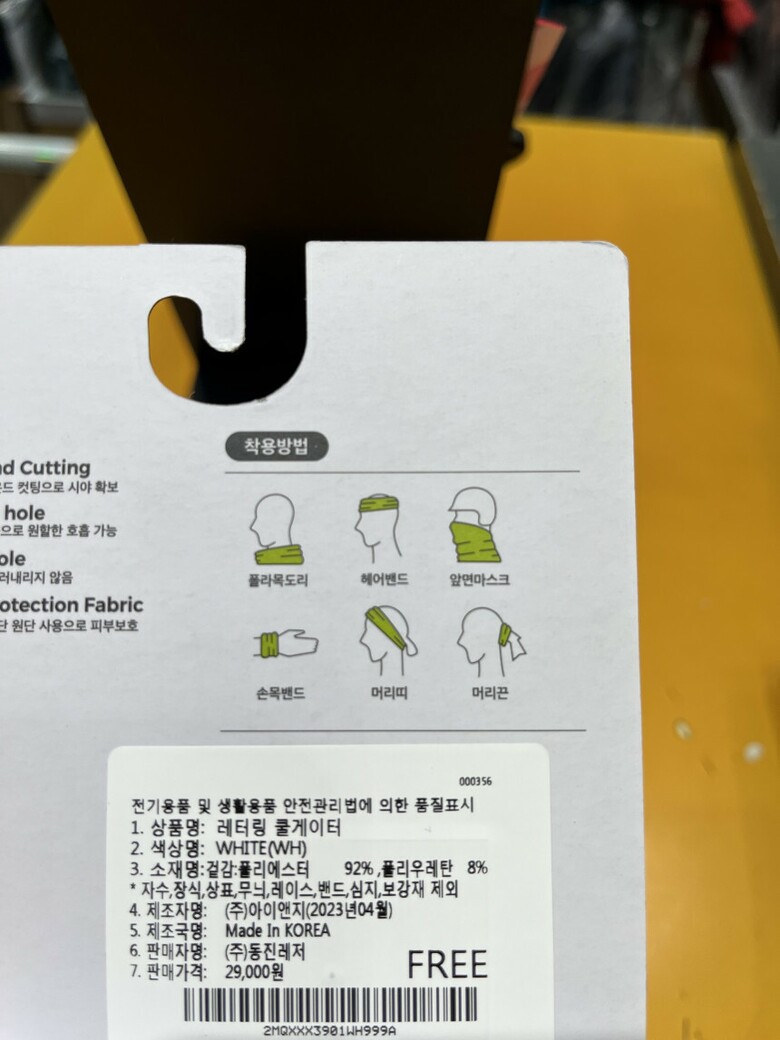 nd Cutting
드 컷팅으로 시야 확보
hole
으로 원할한 호흡 가능
ole
러내리지 않음
otection Fabric
단 원단 사용으로 피부보호
착용방법
폴라목도리 헤어밴드 앞면마스크
손목밴드 머리띠 머리끈
000356
전기용품 및 생활용품 안전관리법에 의한 품질표시
1. 상품명: 레터링 쿨게이터
2. 색상명: WHITE(WH)
3. 소재명:겉감:폴리에스터 92% ,폴리우레탄 8%
* 자수,장식,상표,무늬,레이스,밴드,심지,보강재 제외
4. 제조자명: (주)아이앤지(2023년04월)
5. 제조국명: Made In KOREA
6. 판매자명: (주)동진레저
7. 판매가격: 29,000원 FREE
2MQXXX3901WH999A